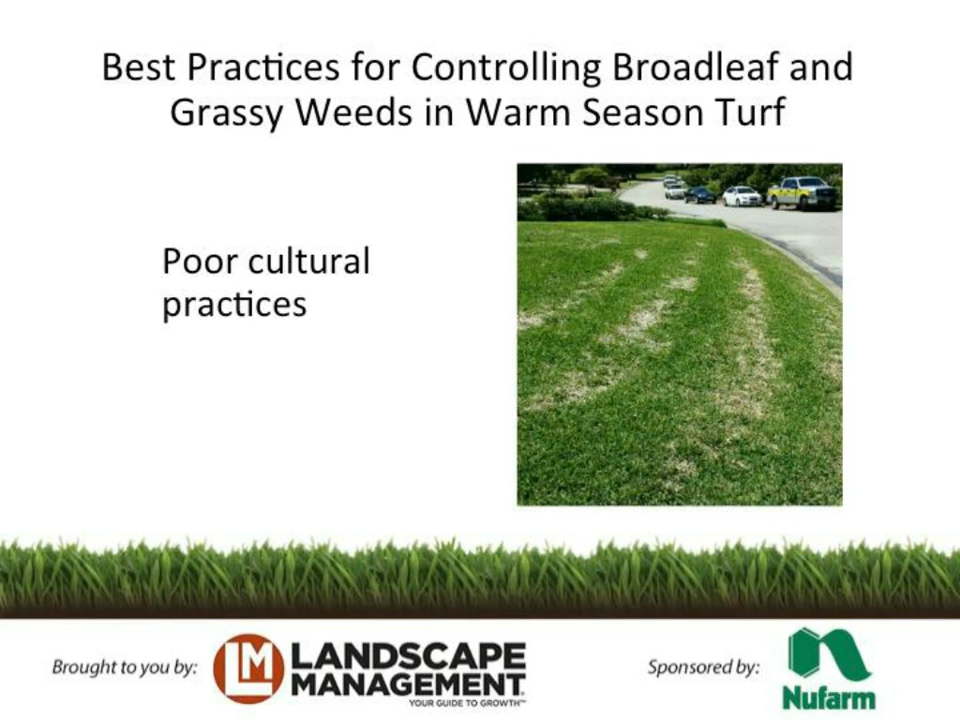 Best Practices for Controlling Broadleaf and
Grassy Weeds in Warm Season Turf
Poor cultural
practices
Brought to you by:
LM
LANDSCAPE
MANAGEMENT
YOUR GUIDE TO GROWTH™
Sponsored by:
Nufarm